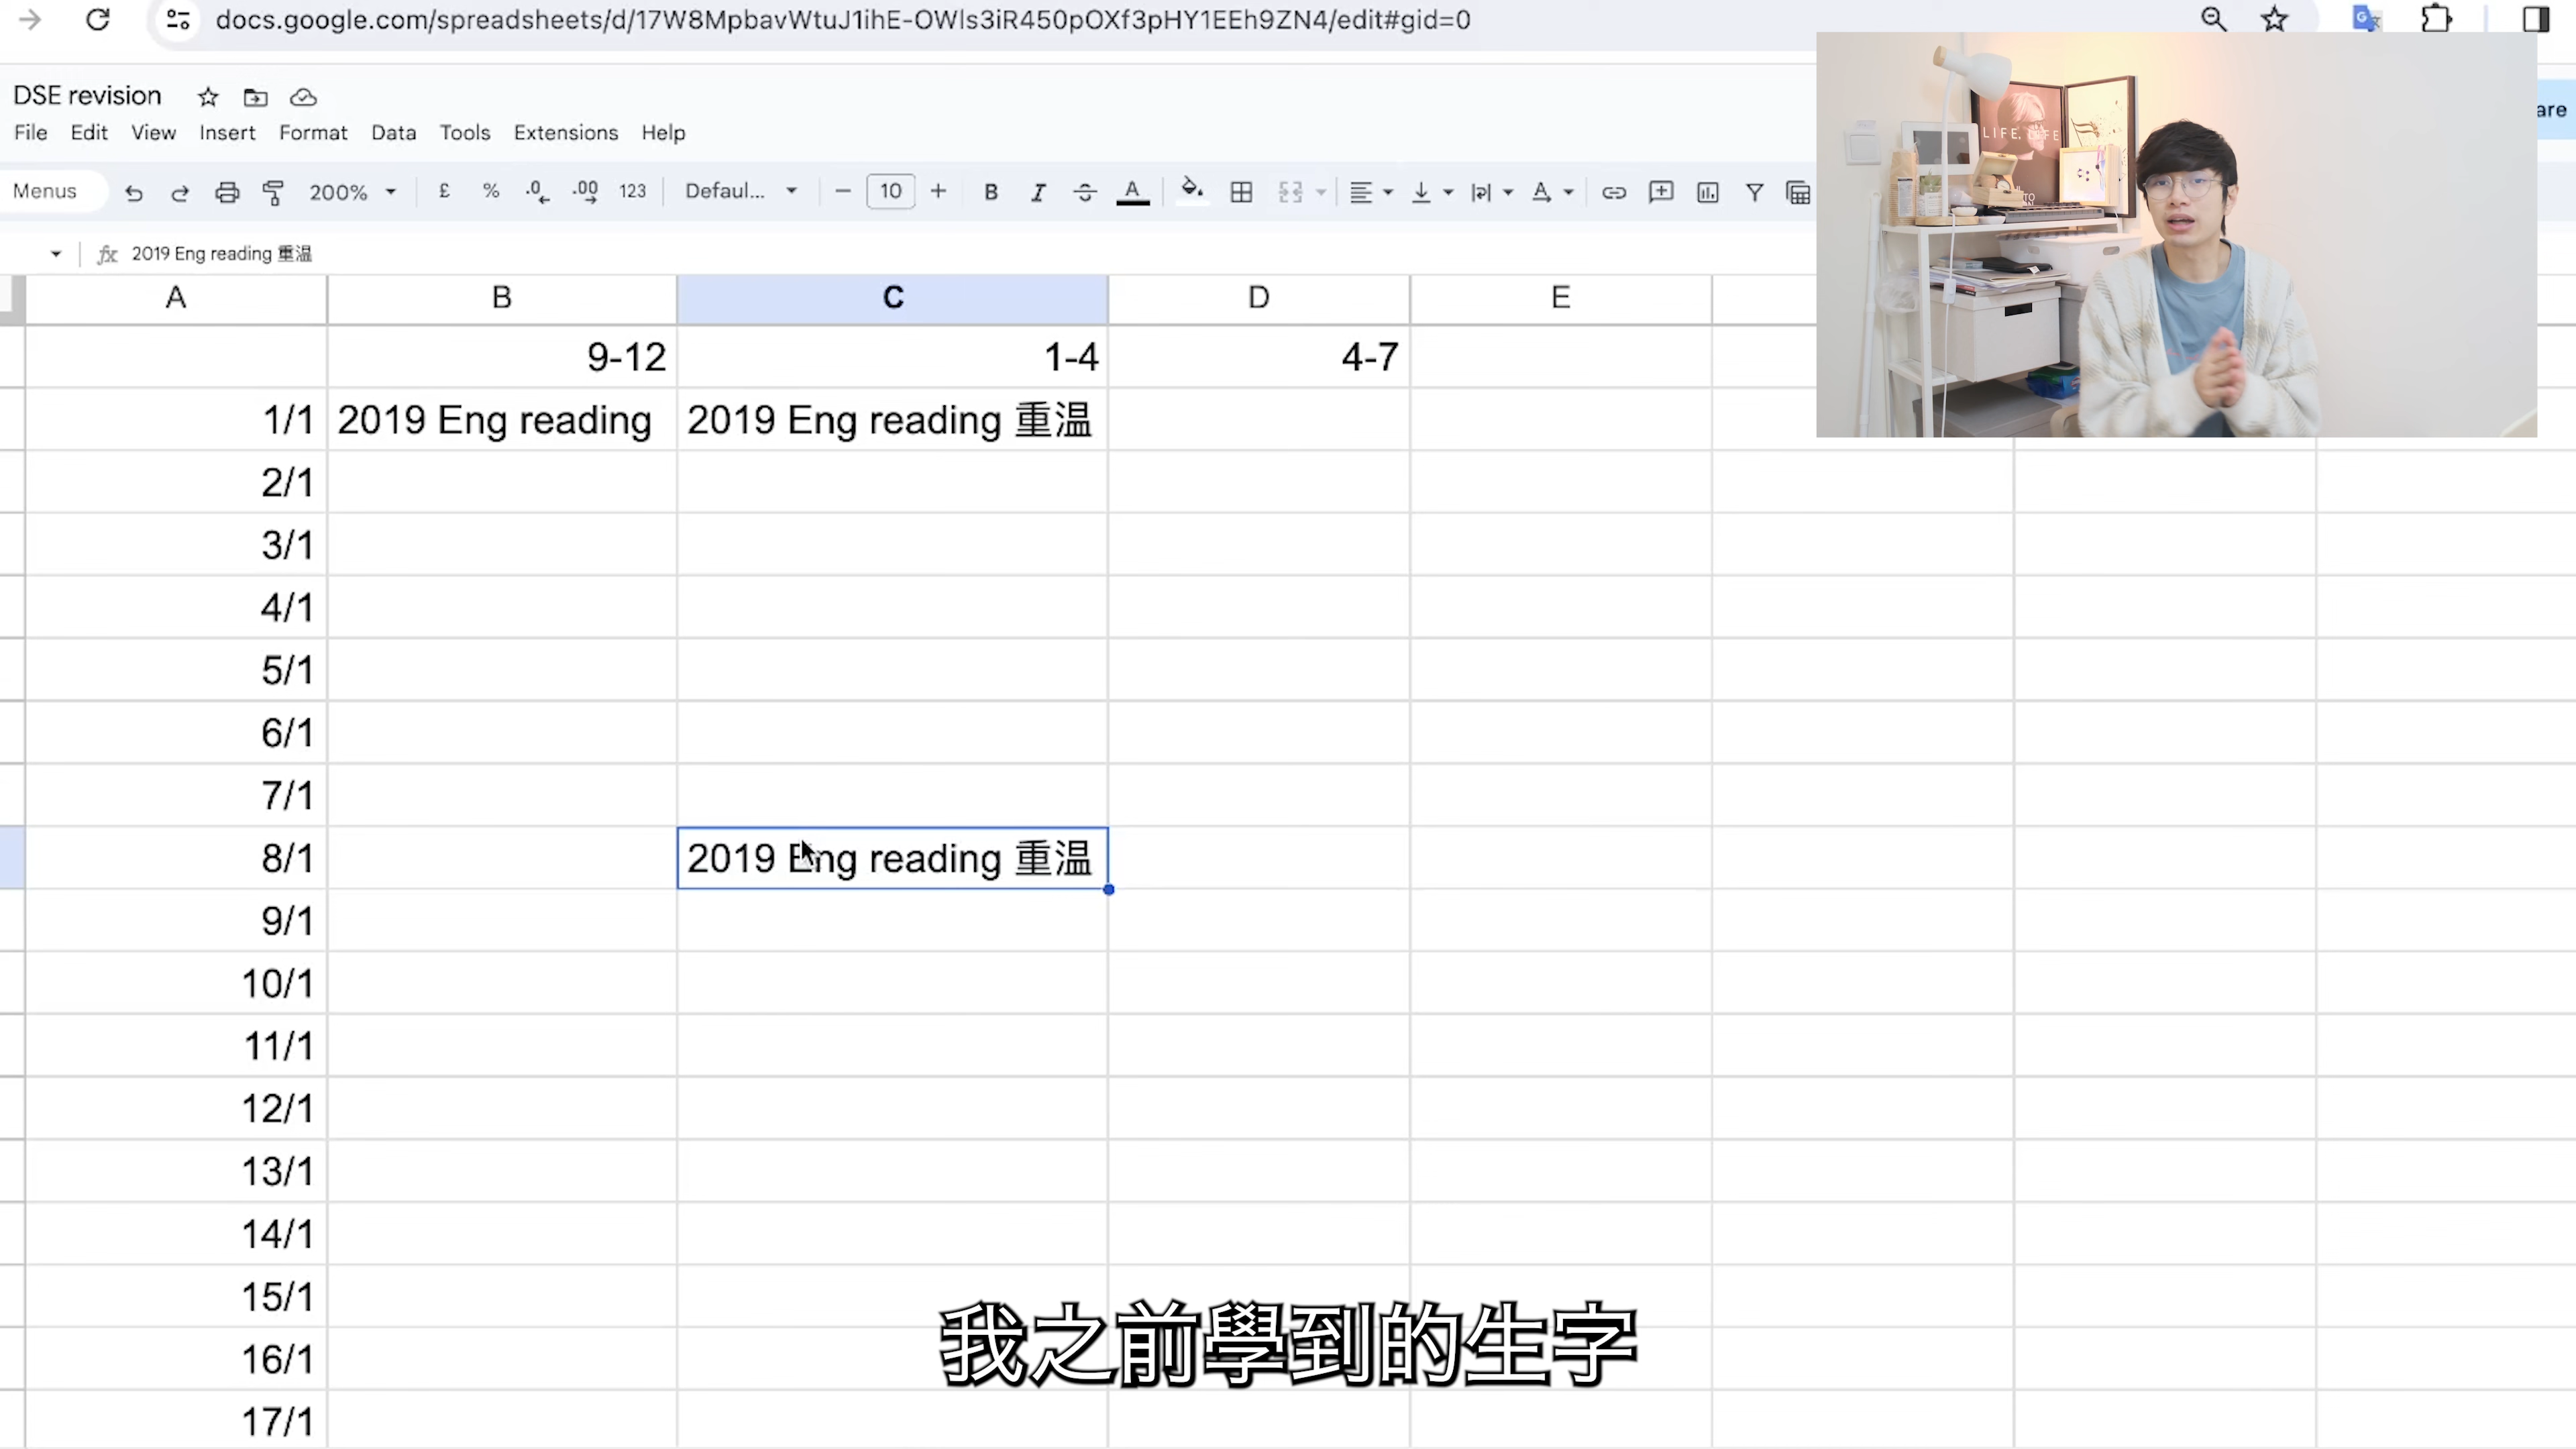 docs.google.com/spreadsheets/d/17W8MpbavWtuJ1ihE-OWls3iR450pOXf3pHY1EEh9ZN4/edit#gid=0
DSE revision
File Edit View Insert Format Data Tools Extensions Help
are
Menus 200% £ % .0 .00 123 Defaul... − 10 + B I A
fx 2019 Eng reading 重温
LIFE, LIFE
A B C D E
9-12 1-4 4-7
1/1 2019 Eng reading 2019 Eng reading 重温
2/1
3/1
4/1
5/1
6/1
7/1
8/1 2019 Eng reading 重温
9/1
10/1
11/1
12/1
13/1
14/1
15/1
16/1
17/1
我之前學到的生字